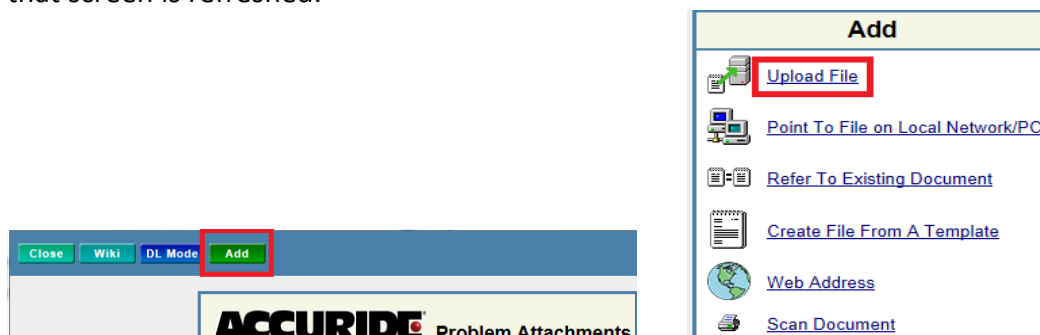 that screen is refreshed.
Add
Upload File
Point To File on Local Network/PC
Refer To Existing Document
Create File From A Template
Web Address
Scan Document
Close Wiki DL Mode Add
ACCURIDE Problem Attachments